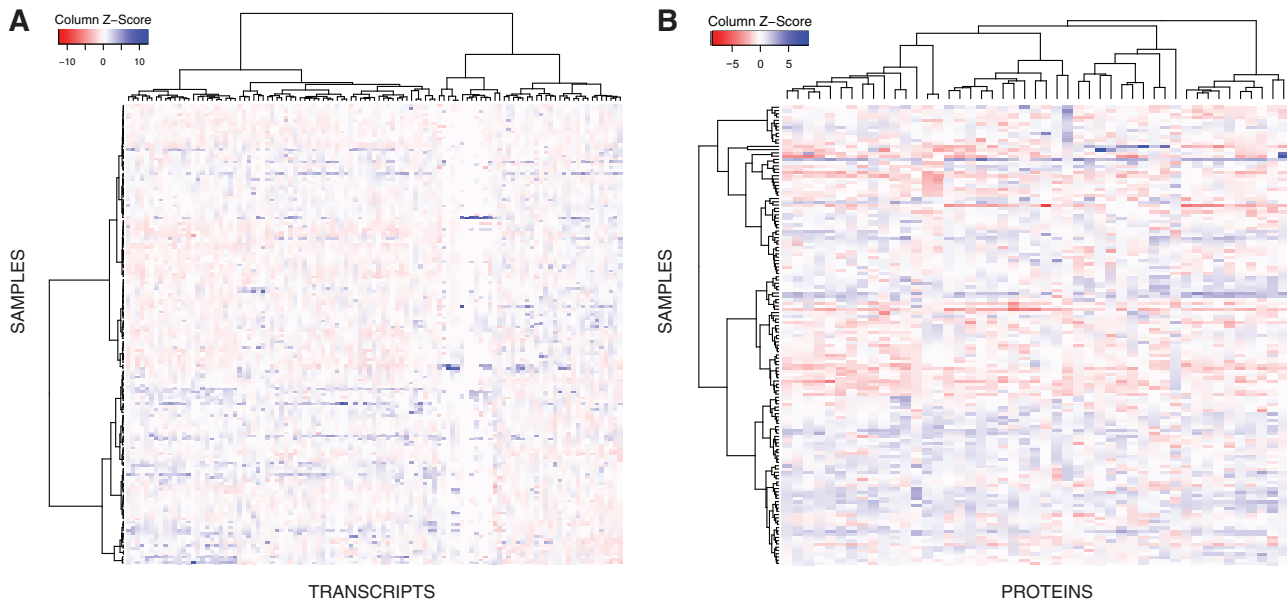 A
Column Z−Score
−10 0 10
SAMPLES
TRANSCRIPTS
B
Column Z−Score
−5 0 5
SAMPLES
PROTEINS